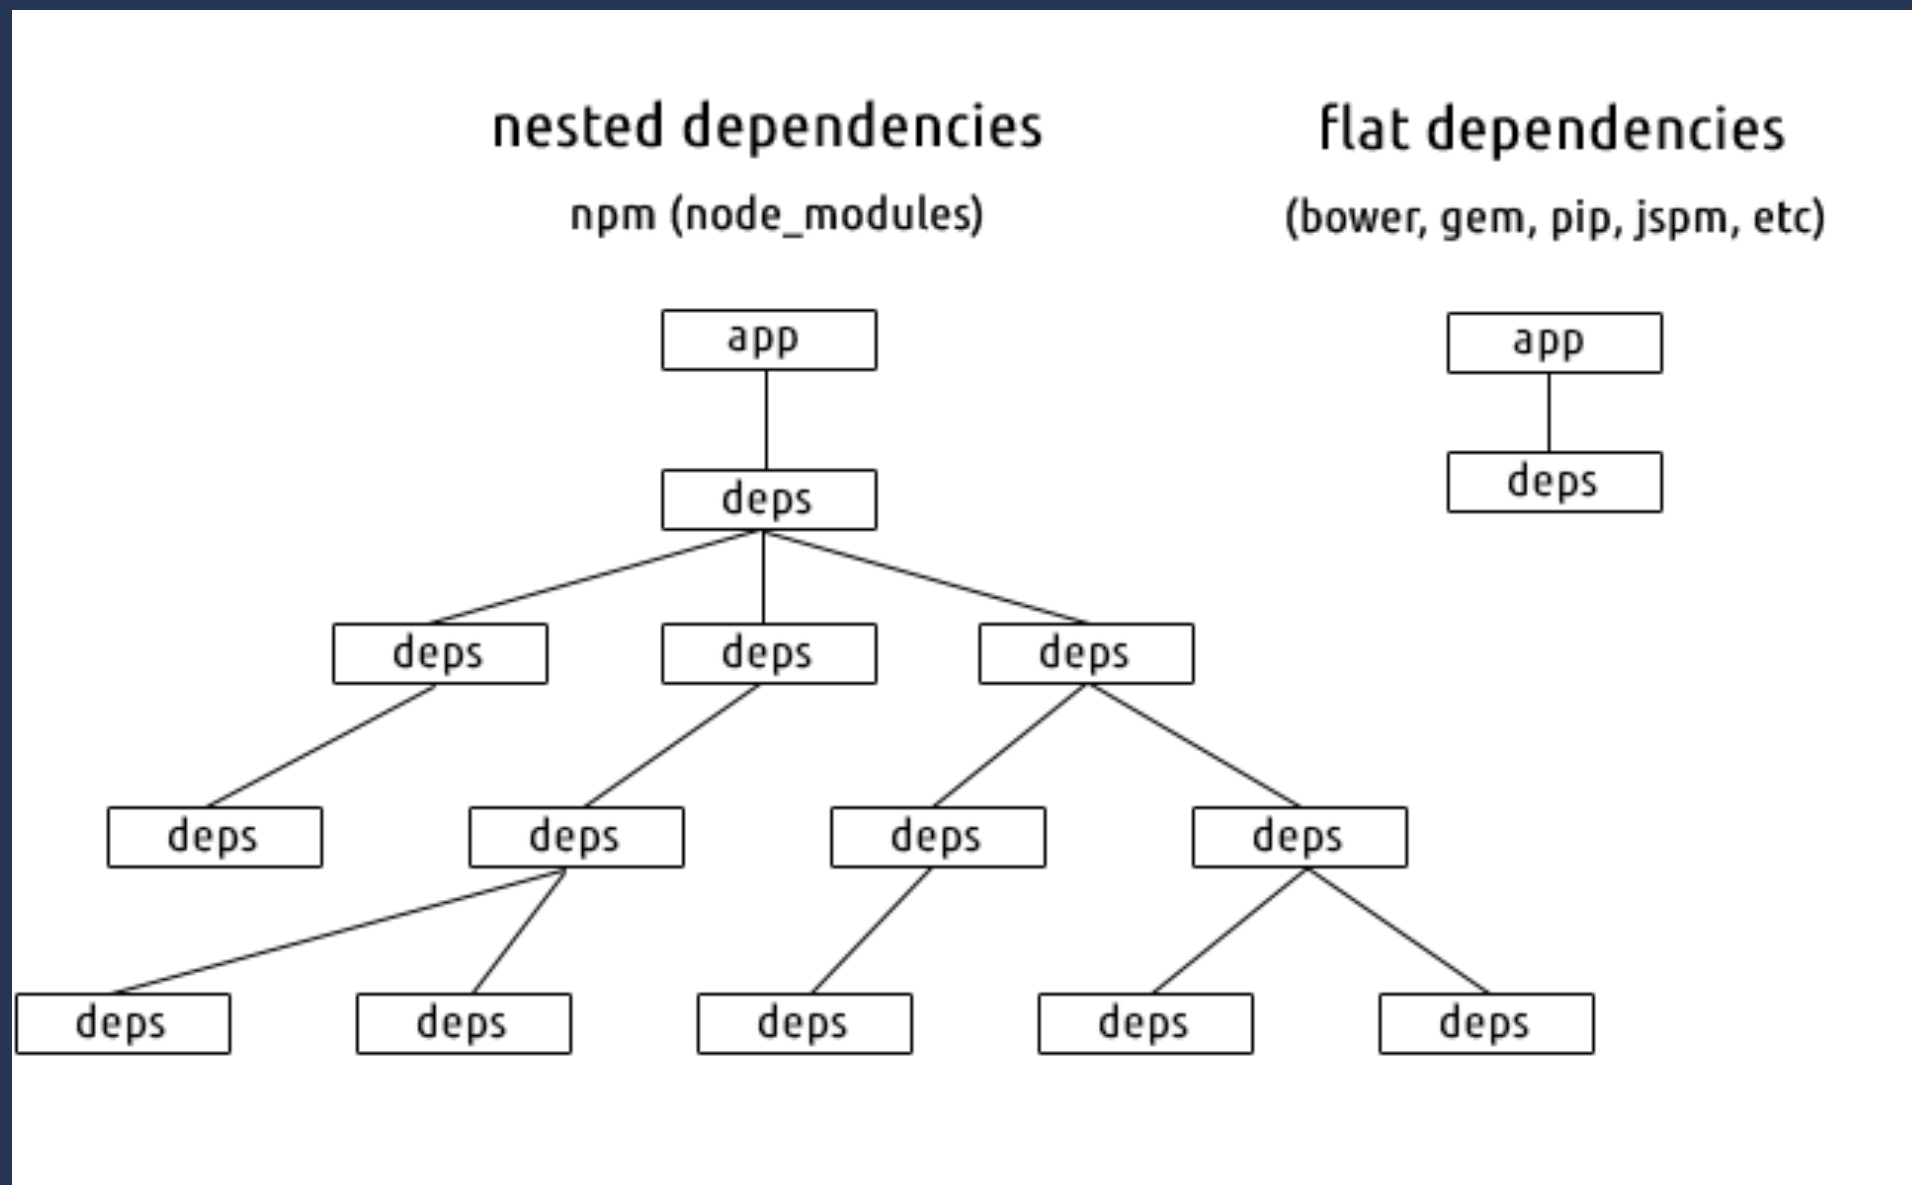 nested dependencies
npm (node_modules)
app
deps
deps deps deps
deps deps deps deps
deps deps deps deps deps
flat dependencies
(bower, gem, pip, jspm, etc)
app
deps